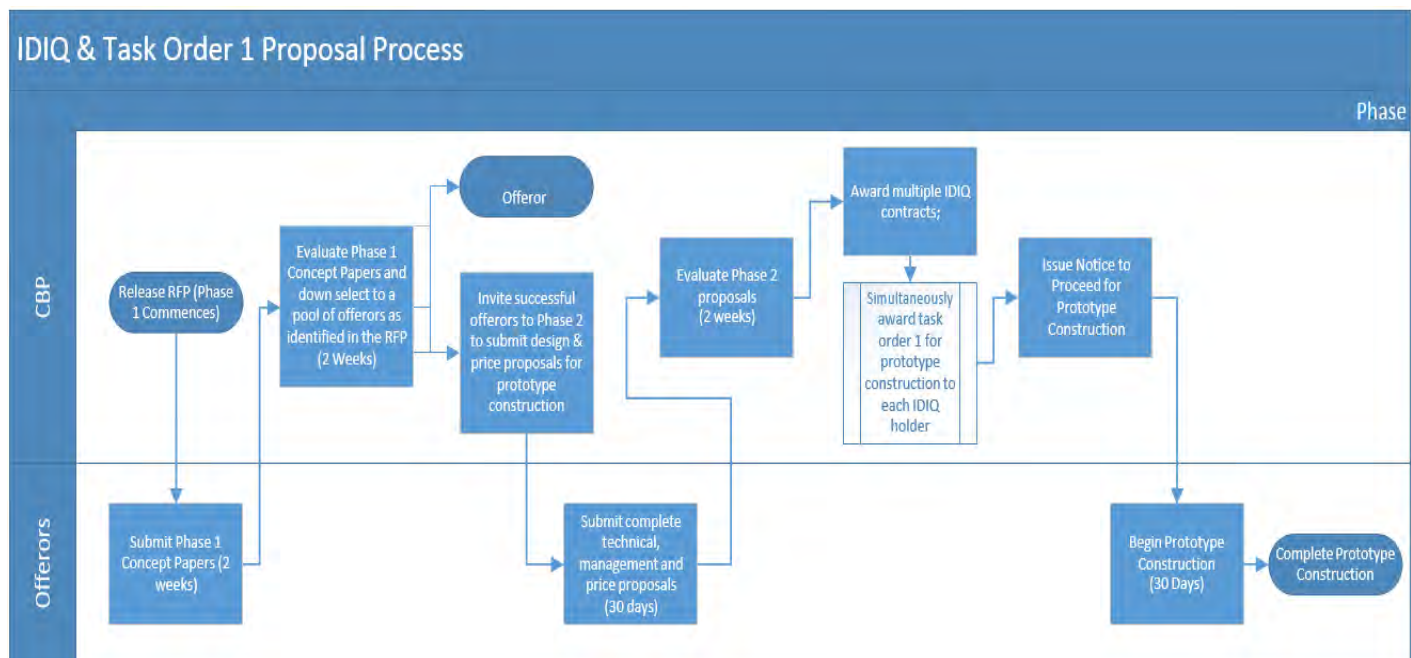 IDIQ & Task Order 1 Proposal Process
Phase
CBP
Release RFP (Phase
1 Commences)
Evaluate Phase 1
Concept Papers and
down select to a
pool of offerors as
identified in the RFP
(2 Weeks)
Offeror
Invite successful
offerors to Phase 2
to submit design &
price proposals for
prototype
construction
Evaluate Phase 2
proposals
(2 weeks)
Award multiple IDIQ
contracts;
Simultaneously
award task
order 1 for
prototype
construction to
each IDIQ
holder
Issue Notice to
Proceed for
Prototype
Construction
Offerors
Submit Phase 1
Concept Papers (2
weeks)
Submit complete
technical,
management and
price proposals
(30 days)
Begin Prototype
Construction
(30 Days)
Complete Prototype
Construction